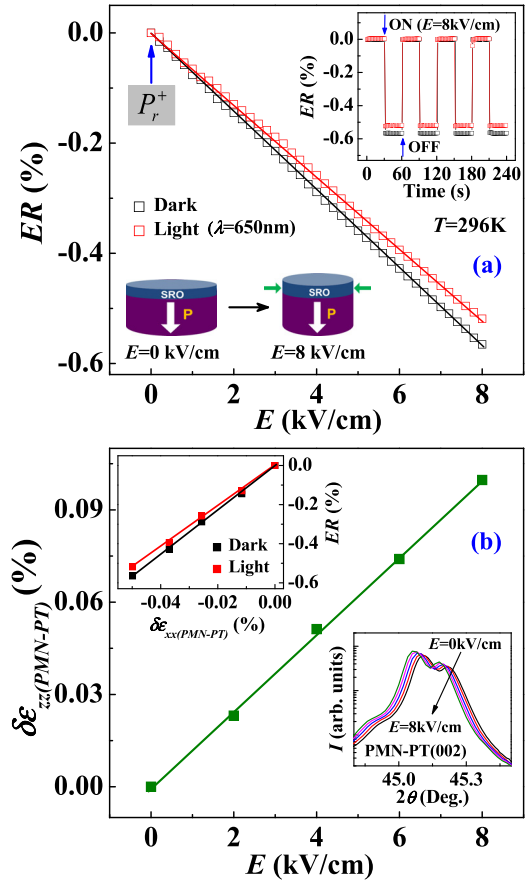 0.0
-0.2
-0.4
-0.6
ER (%)
P_r^+
ON (E=8kV/cm)
0.0
-0.2
-0.4
-0.6
ER (%)
OFF
0 60 120 180 240
Time (s)
Dark
Light (λ=650nm)
T=296K
(a)
SRO
P
E=0 kV/cm
SRO
P
E=8 kV/cm
0 2 4 6 8
E (kV/cm)
0.09
0.06
0.03
0.00
δε_zz(PMN-PT) (%)
0.0
-0.2
-0.4
-0.6
ER (%)
Dark
Light
-0.04 -0.02 0.00
δε_xx(PMN-PT) (%)
(b)
E=0kV/cm
E=8kV/cm
PMN-PT(002)
I (arb. units)
45.0 45.3
2θ (Deg.)
0 2 4 6 8
E (kV/cm)